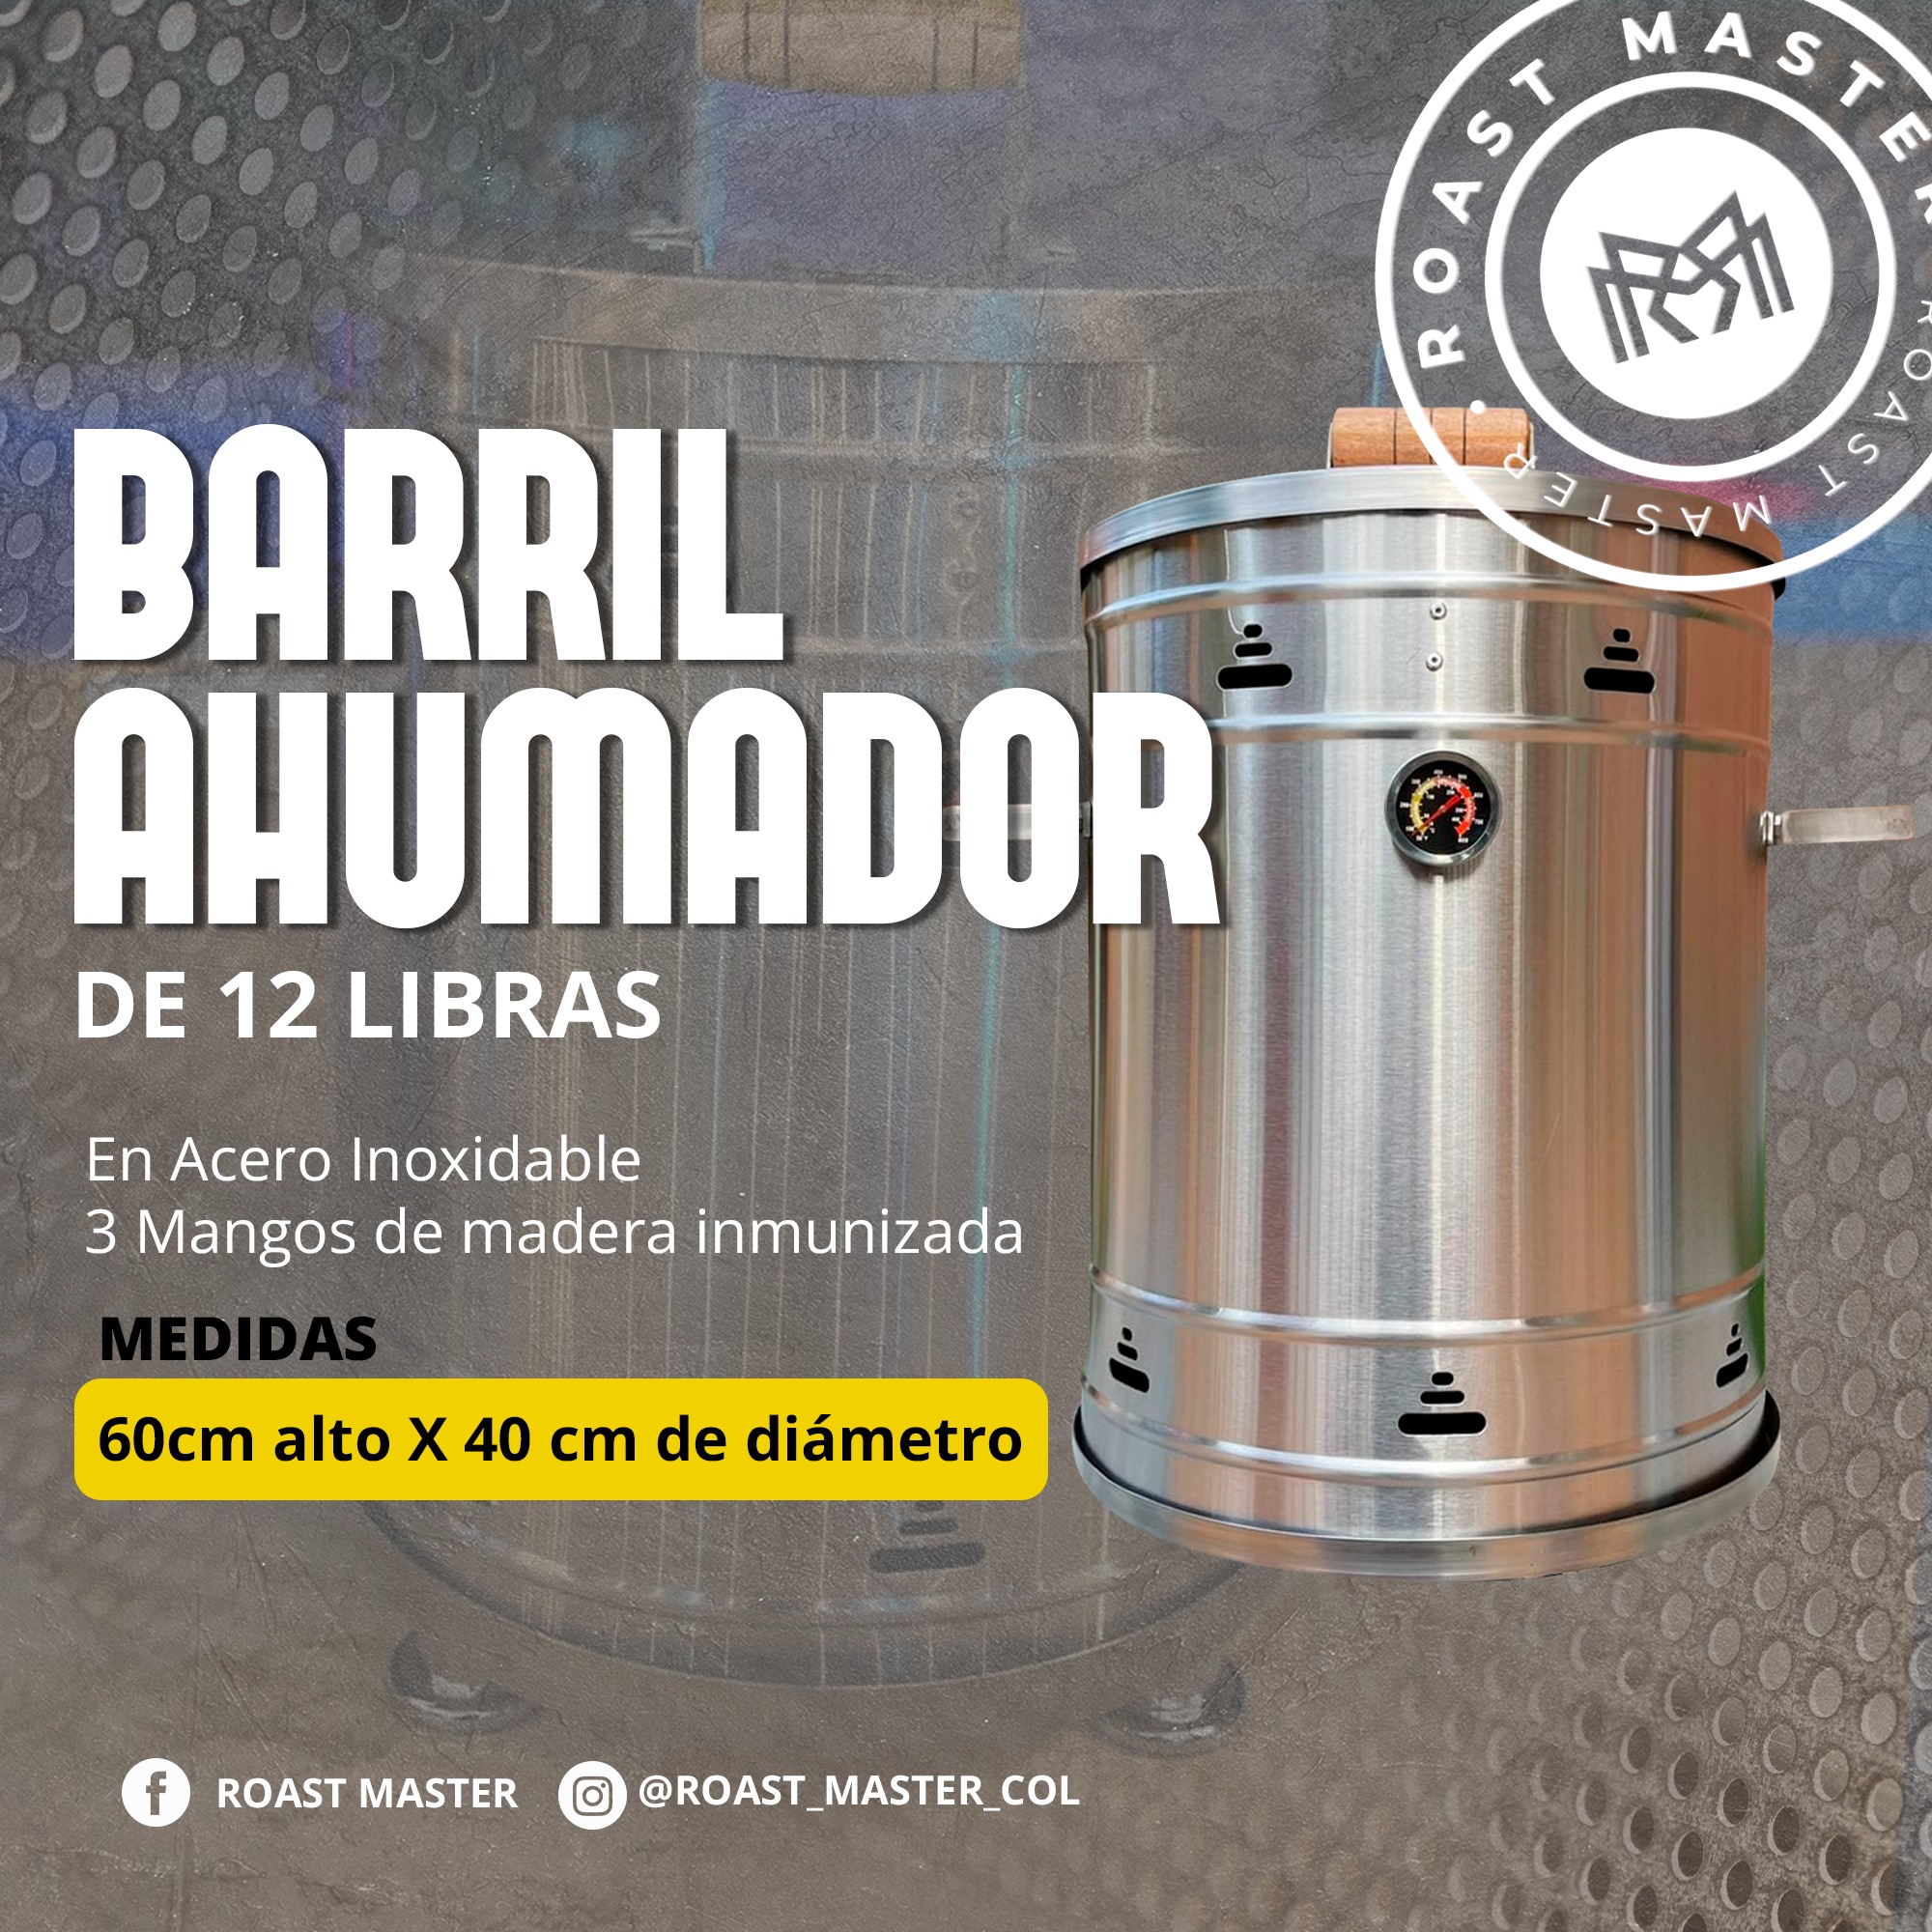 ROAST MASTER
ROAST MASTER
BARRIL
AHUMADOR
DE 12 LIBRAS
En Acero Inoxidable
3 Mangos de madera inmunizada
MEDIDAS
60cm alto X 40 cm de diámetro
ROAST MASTER
@ROAST_MASTER_COL